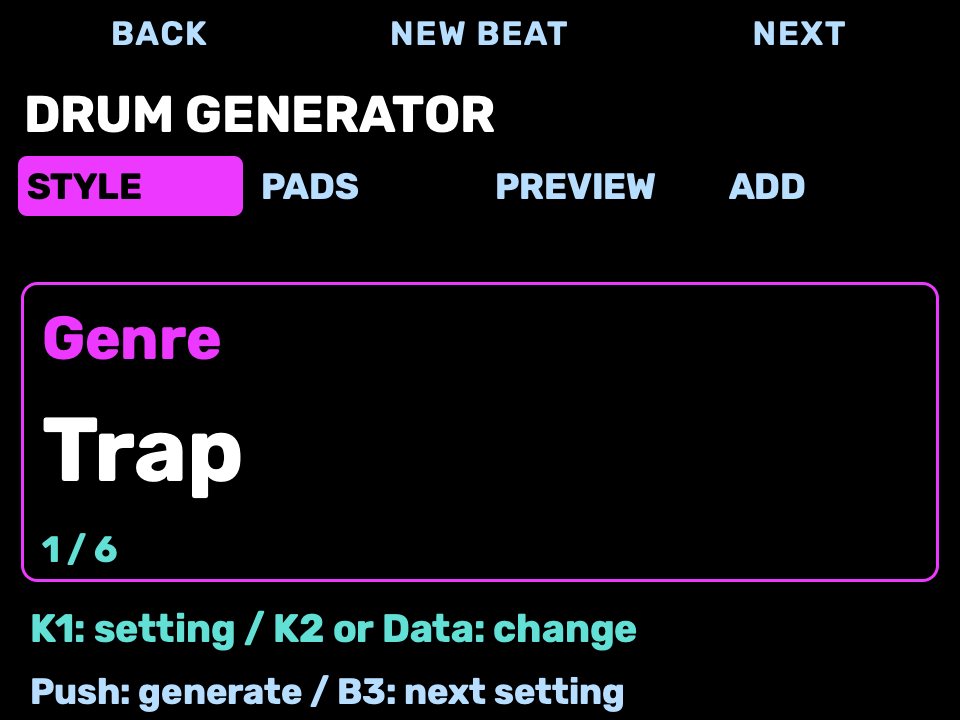 BACK NEW BEAT NEXT
DRUM GENERATOR
STYLE PADS PREVIEW ADD
Genre
Trap
1 / 6
K1: setting / K2 or Data: change
Push: generate / B3: next setting